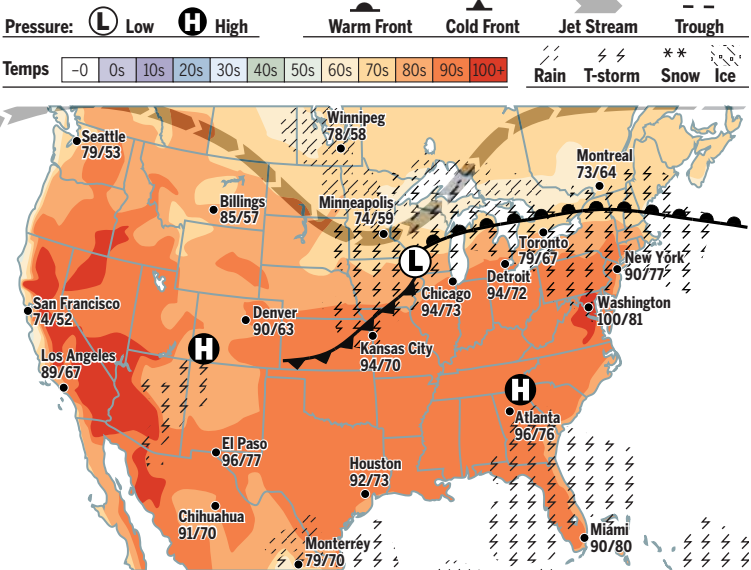 Pressure: L Low H High
Warm Front Cold Front Jet Stream Trough
Temps -0 0s 10s 20s 30s 40s 50s 60s 70s 80s 90s 100+
Rain T-storm Snow Ice
Winnipeg
78/58
Seattle
79/53
Montreal
73/64
Billings
85/57
Minneapolis
74/59
Toronto
79/67
New York
90/77
L
Detroit
94/72
Chicago
94/73
San Francisco
74/52
Denver
90/63
Washington
100/81
H
Kansas City
94/70
Los Angeles
89/67
H
Atlanta
96/76
El Paso
96/77
Houston
92/73
Chihuahua
91/70
Miami
90/80
Monterrey
79/70